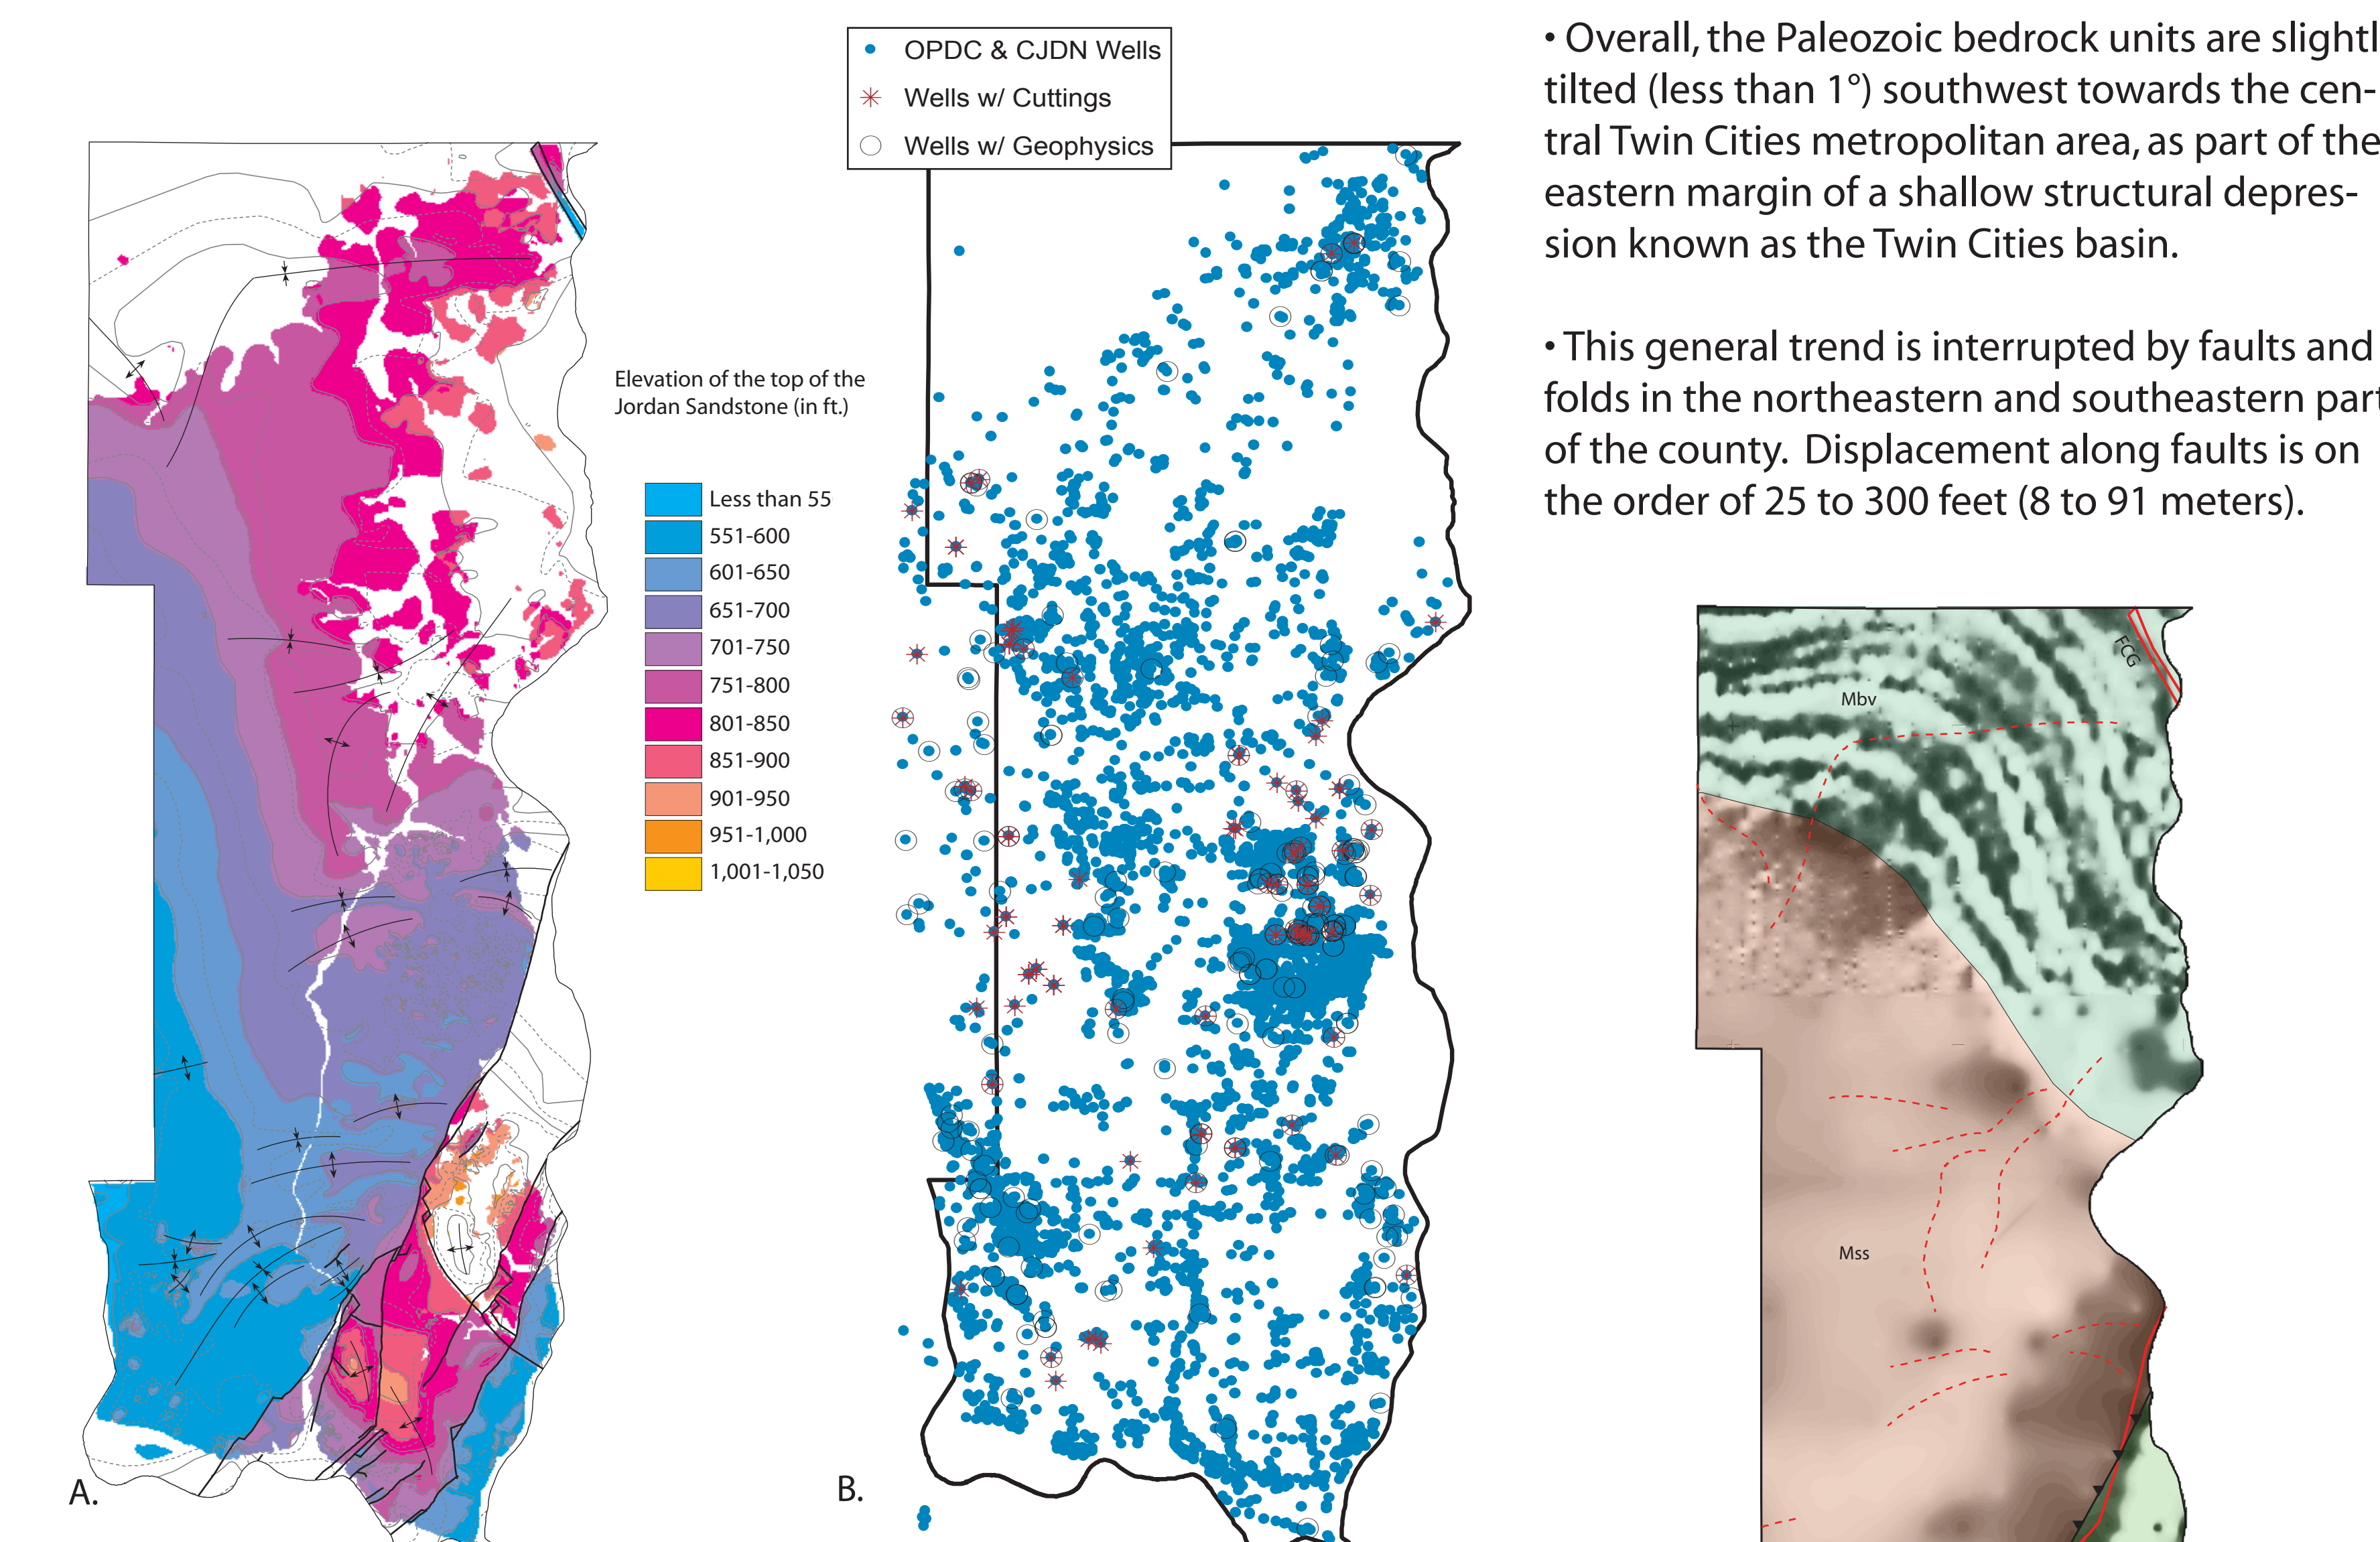 OPDC & CJDN Wells
Wells w/ Cuttings
Wells w/ Geophysics
Elevation of the top of the
Jordan Sandstone (in ft.)
Less than 55
551-600
601-650
651-700
701-750
751-800
801-850
851-900
901-950
951-1,000
1,001-1,050
A.
B.
• Overall, the Paleozoic bedrock units are slightl
tilted (less than 1°) southwest towards the cen-
tral Twin Cities metropolitan area, as part of the
eastern margin of a shallow structural depres-
sion known as the Twin Cities basin.
• This general trend is interrupted by faults and
folds in the northeastern and southeastern part
of the county. Displacement along faults is on
the order of 25 to 300 feet (8 to 91 meters).
FCG
Mbv
Mss